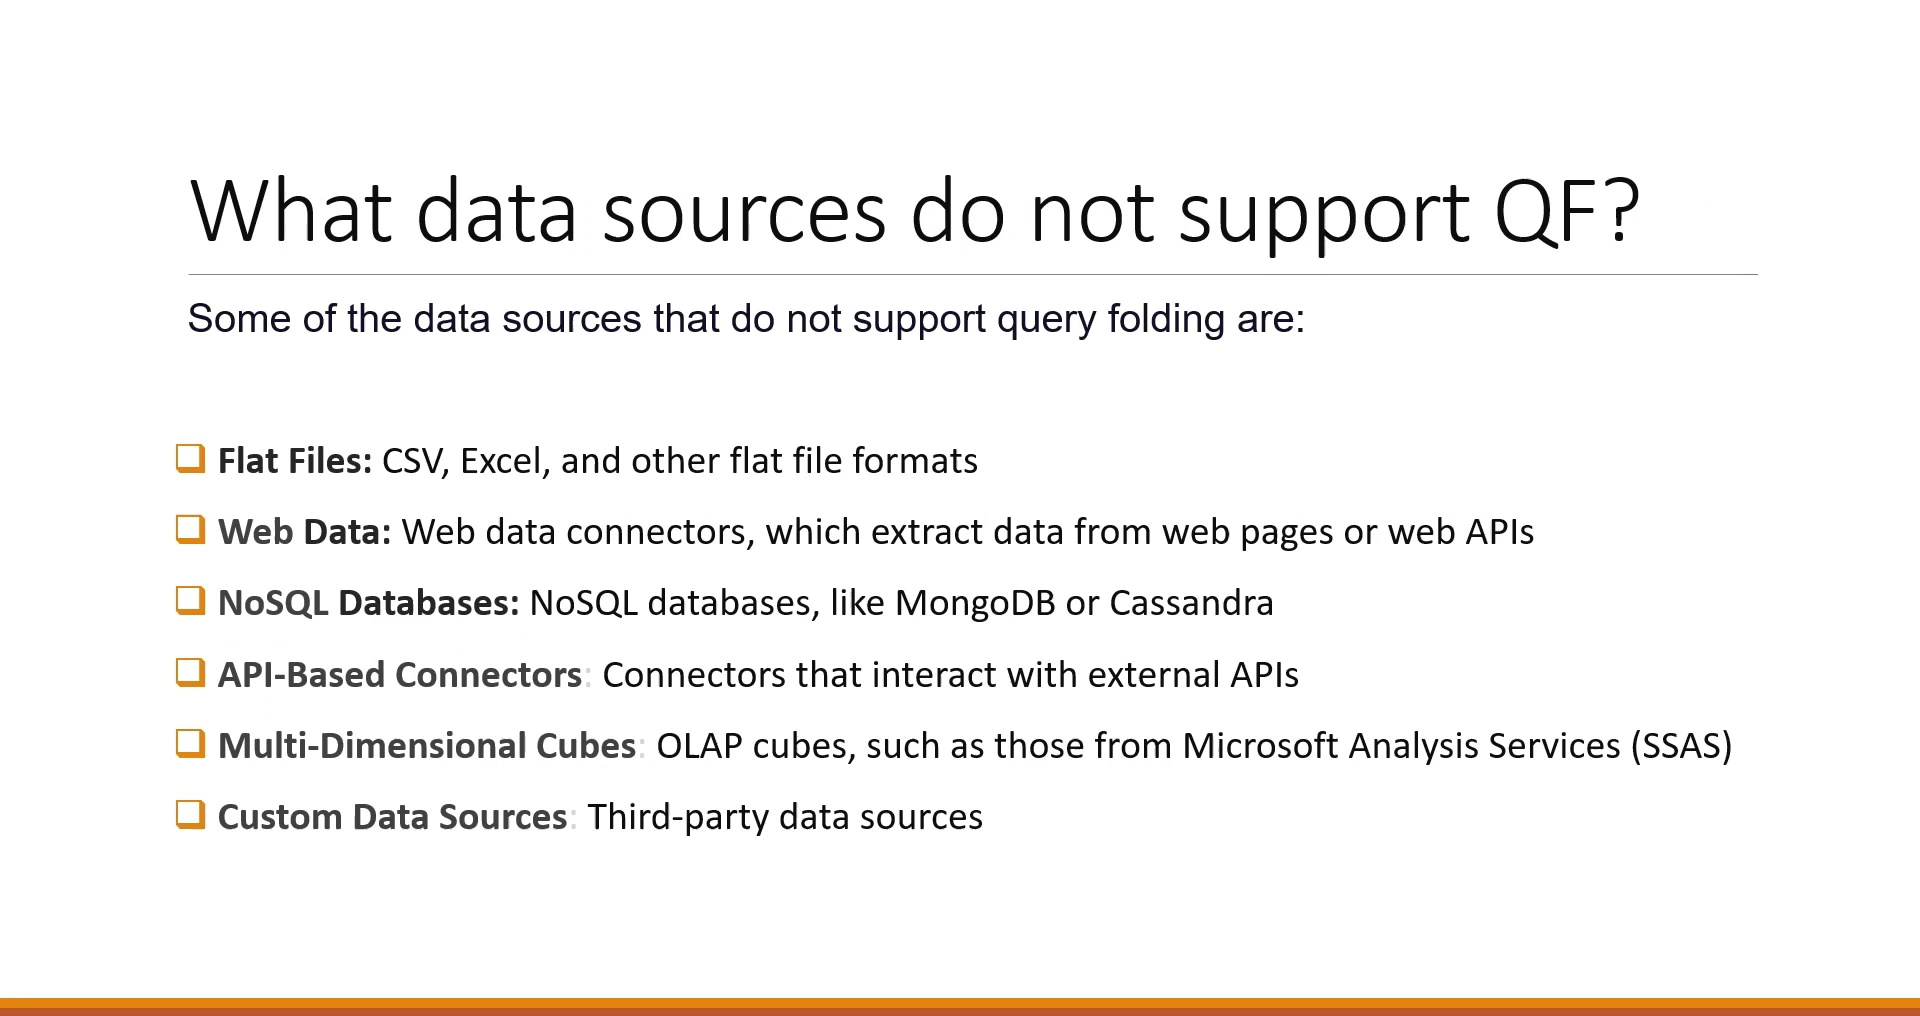 What data sources do not support QF?
Some of the data sources that do not support query folding are:
Flat Files: CSV, Excel, and other flat file formats
Web Data: Web data connectors, which extract data from web pages or web APIs
NoSQL Databases: NoSQL databases, like MongoDB or Cassandra
API-Based Connectors: Connectors that interact with external APIs
Multi-Dimensional Cubes: OLAP cubes, such as those from Microsoft Analysis Services (SSAS)
Custom Data Sources: Third-party data sources